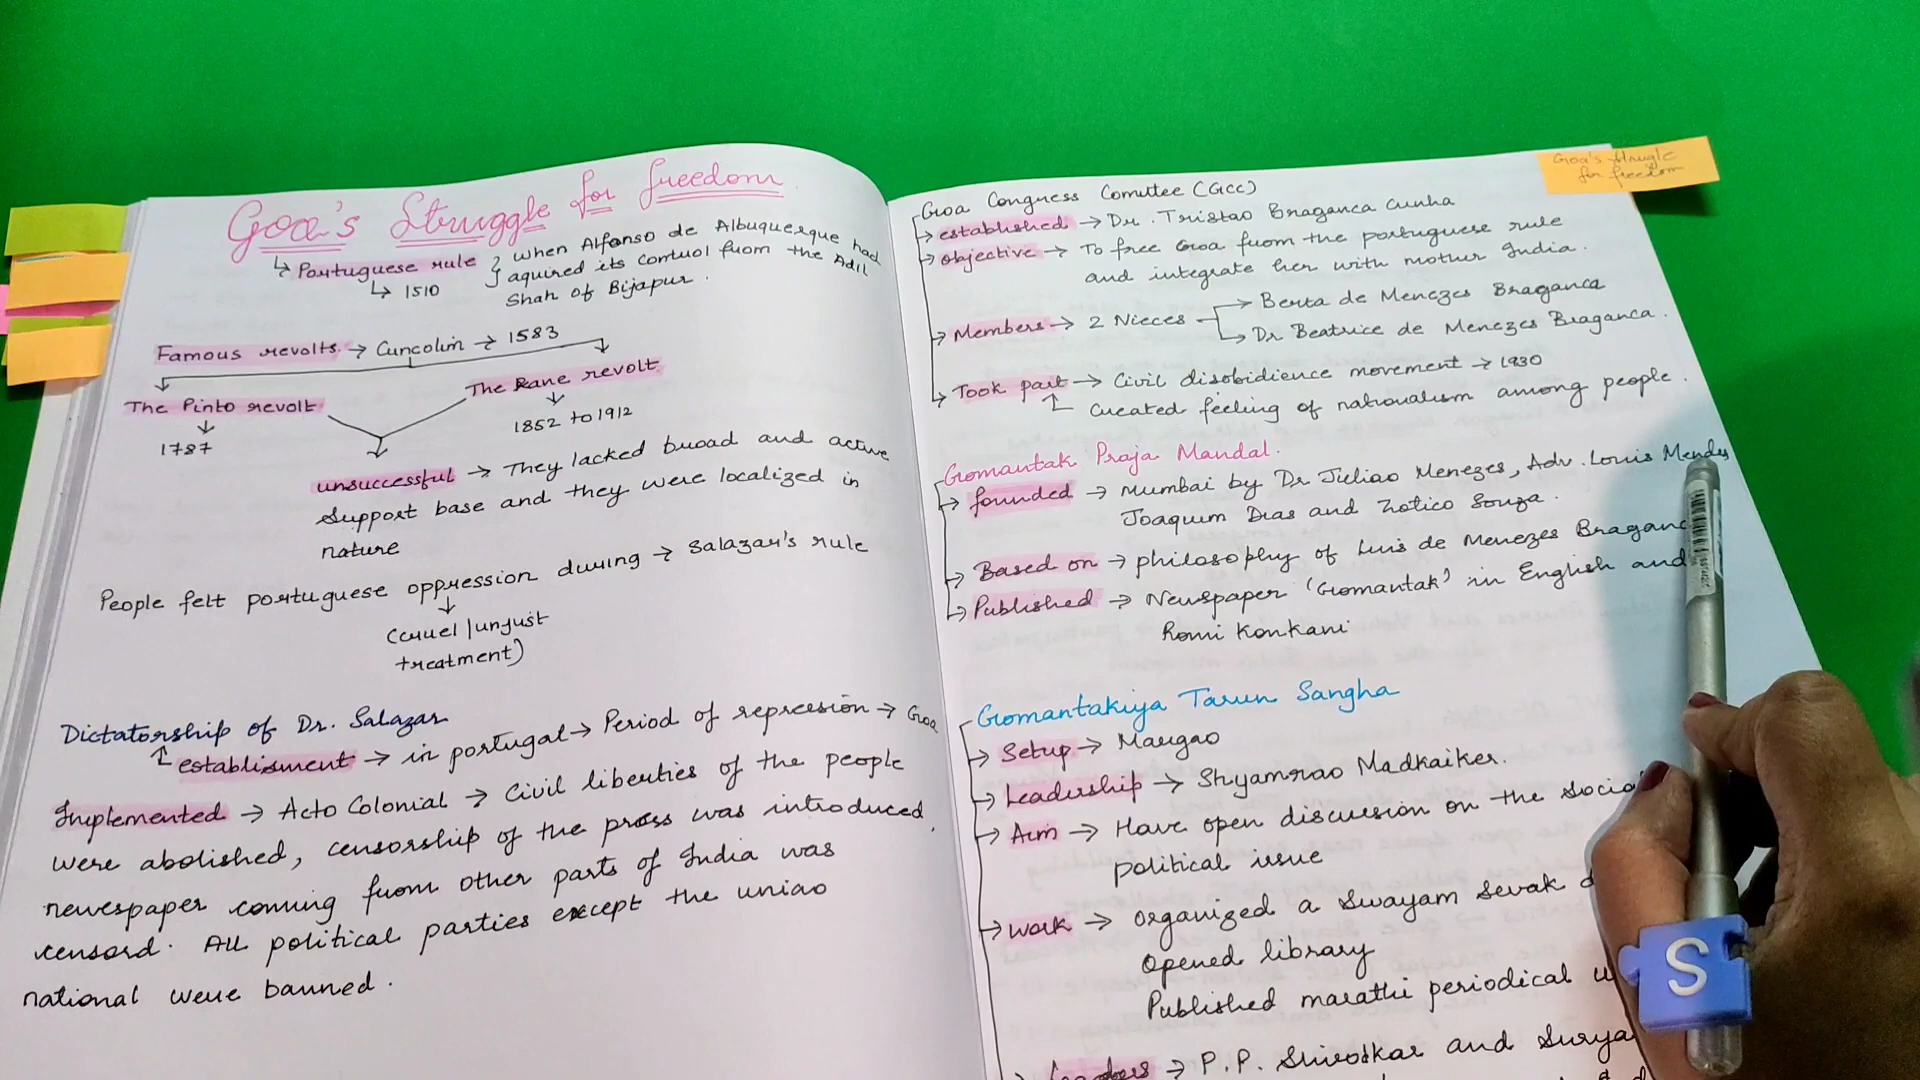 Goa's Struggle for freedom
↳ Portuguese rule } when Alfonso de Albuquerque had
↳ 1510 aquired its control from the Adil
Shah of Bijapur.
Famous revolts → Cuncolim → 1583
The Pinto revolt
↓
1787
The Rane revolt
↓
1852 to 1912
unsuccessful → They lacked broad and active
support base and they were localized in
nature
People felt portuguese oppression during → Salazar's rule
↓
(cruel/unjust
treatment)
Dictatorship of Dr. Salazar
establisment → in portugal → Period of represesion → Goa
Implemented → Acto Colonial → Civil liberties of the people
were abolished, censorship of the press was introduced,
newspaper coming from other parts of India was
censord. All political parties except the uniao
national were banned.
Goa's strugle
for freedom
Goa Congress Comittee (GCC)
→ established → Dr. Tristao Braganca Cunha
→ objective → To free Goa from the portuguese rule
and integrate her with mother India.
→ Members → 2 Nieces → Berta de Menezes Braganca
→ Dr Beatrice de Menezes Braganca.
→ Took part → Civil disobidience movement → 1930
Created feeling of nationalism among people.
Gomantak Praja Mandal.
→ founded → Mumbai by Dr Juliao Menezes, Adv. Louis Mendes
Joaquim Dias and Zotico Souza.
→ Based on → philosophy of Luis de Menezes Braganc
→ Published → Newspaper 'Gomantak' in English and
Romi Konkani
Gomantakiya Tarun Sangha
→ Setup → Margao
→ Leadership → Shyamrao Madkaiker.
→ Aim → Have open discussion on the social
political issue
→ work → organized a Swayam Sevak d
Opened library
Published marathi periodical
→ P.P. Shirodkar and Surya
S